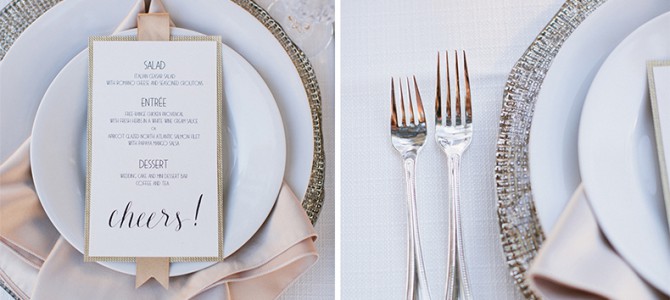 SALAD
ITALIAN CAESAR SALAD
WITH ROMANO CHEESE AND SEASONED CROUTONS
ENTRÉE
FREE RANGE CHICKEN
WITH FRESH HERBS IN A WHITE WINE CREAM SAUCE
OR
APRICOT GLAZED NORTH ATLANTIC SALMON FILET
WITH PAPAYA MANGO SALSA
DESSERT
WEDDING CAKE AND MINI DESSERT BAR
COFFEE AND TEA
cheers!